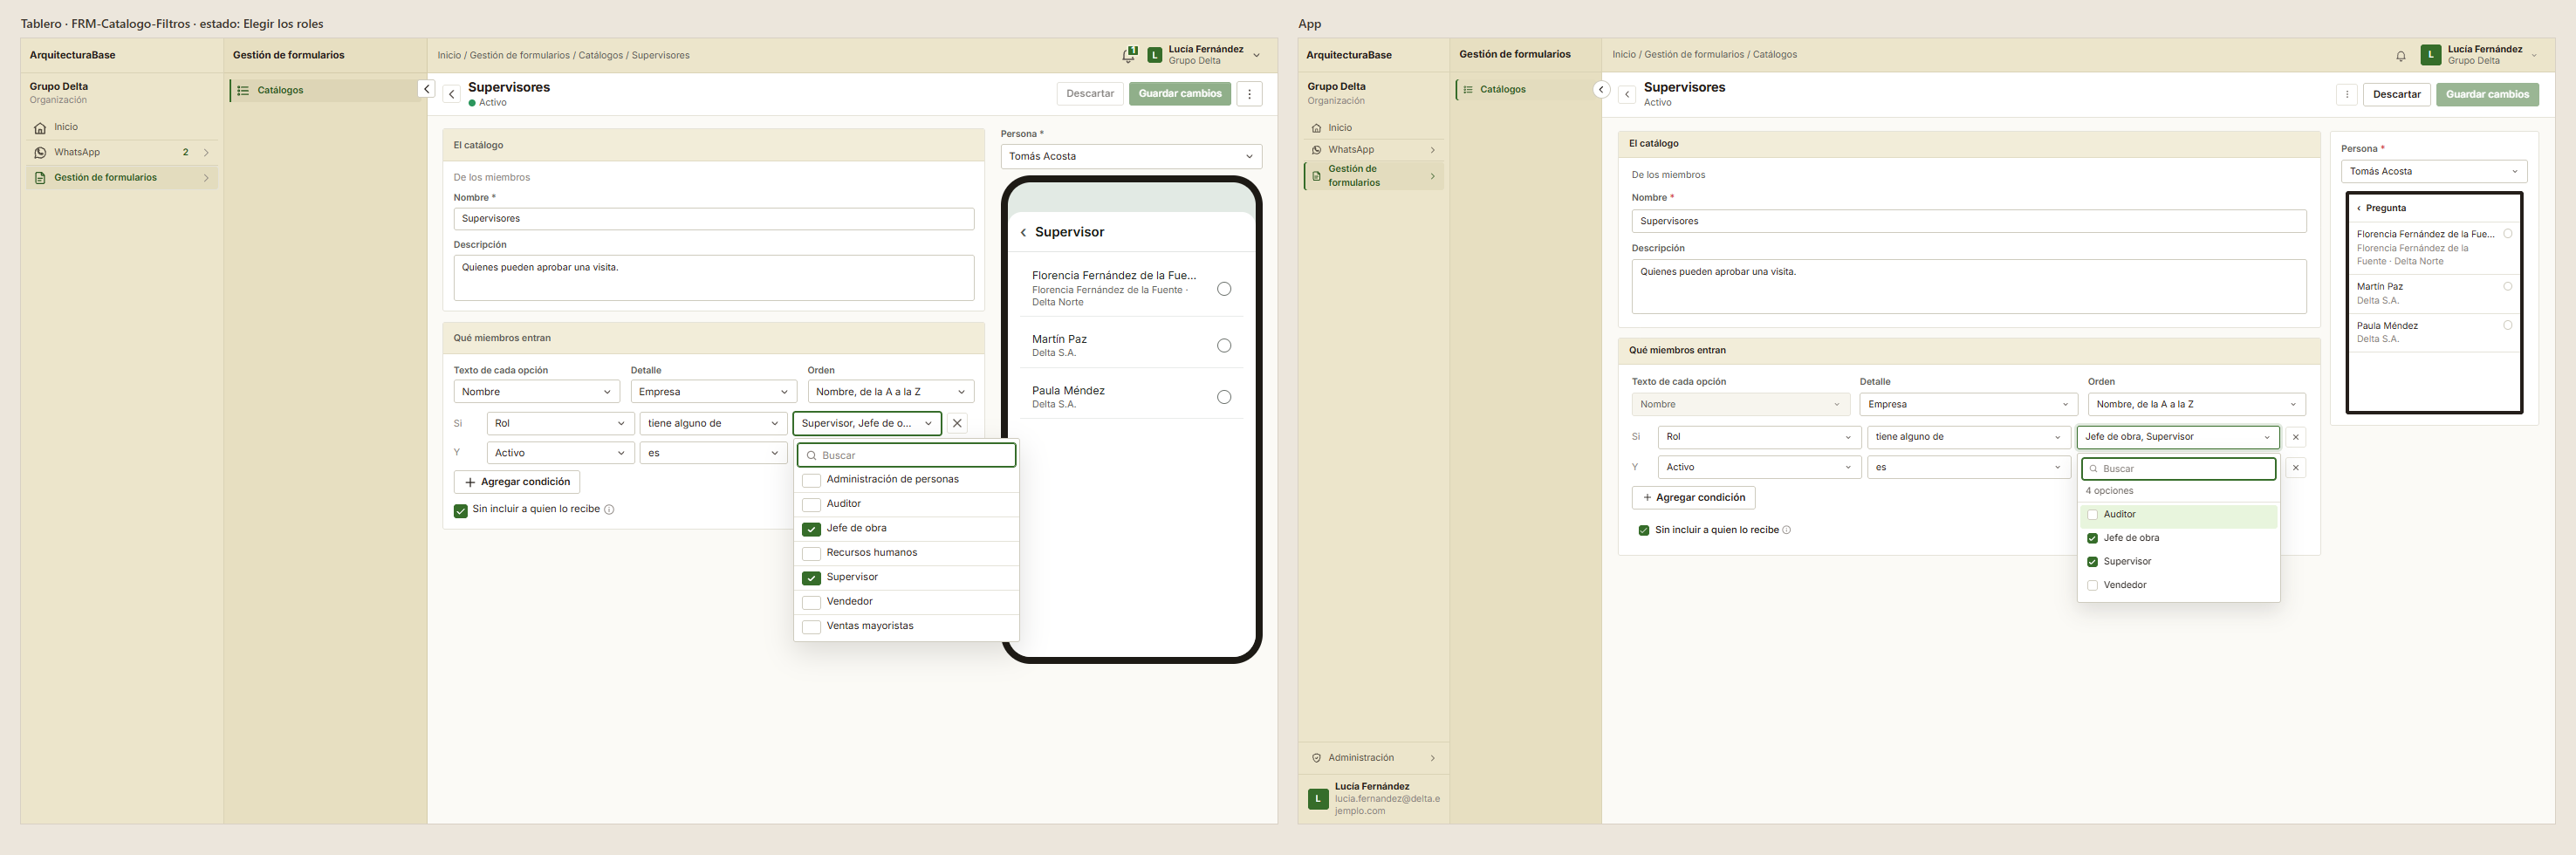 Tablero · FRM-Catalogo-Filtros · estado: Elegir los roles
ArquitecturaBase
Gestión de formularios
Inicio / Gestión de formularios / Catálogos / Supervisores
1
L
Lucía Fernández
Grupo Delta
Grupo Delta
Organización
Inicio
WhatsApp
2
Gestión de formularios
Catálogos
Supervisores
Activo
Descartar
Guardar cambios
El catálogo
De los miembros
Nombre *
Supervisores
Descripción
Quienes pueden aprobar una visita.
Qué miembros entran
Texto de cada opción
Detalle
Orden
Nombre
Empresa
Nombre, de la A a la Z
Si
Rol
tiene alguno de
Supervisor, Jefe de o...
Y
Activo
es
Agregar condición
Sin incluir a quien lo recibe
Buscar
Administración de personas
Auditor
Jefe de obra
Recursos humanos
Supervisor
Vendedor
Ventas mayoristas
Persona *
Tomás Acosta
Supervisor
Florencia Fernández de la Fue...
Florencia Fernández de la Fuente ·
Delta Norte
Martín Paz
Delta S.A.
Paula Méndez
Delta S.A.
App
ArquitecturaBase
Gestión de formularios
Inicio / Gestión de formularios / Catálogos
L
Lucía Fernández
Grupo Delta
Grupo Delta
Organización
Inicio
WhatsApp
Gestión de
formularios
Catálogos
Administración
L
Lucía Fernández
lucia.fernandez@delta.e
jemplo.com
Supervisores
Activo
Descartar
Guardar cambios
El catálogo
De los miembros
Nombre *
Supervisores
Descripción
Quienes pueden aprobar una visita.
Qué miembros entran
Texto de cada opción
Detalle
Orden
Nombre
Empresa
Nombre, de la A a la Z
Si
Rol
tiene alguno de
Jefe de obra, Supervisor
Y
Activo
es
Agregar condición
Sin incluir a quien lo recibe
Buscar
4 opciones
Auditor
Jefe de obra
Supervisor
Vendedor
Persona *
Tomás Acosta
Pregunta
Florencia Fernández de la Fue...
Florencia Fernández de la
Fuente · Delta Norte
Martín Paz
Delta S.A.
Paula Méndez
Delta S.A.